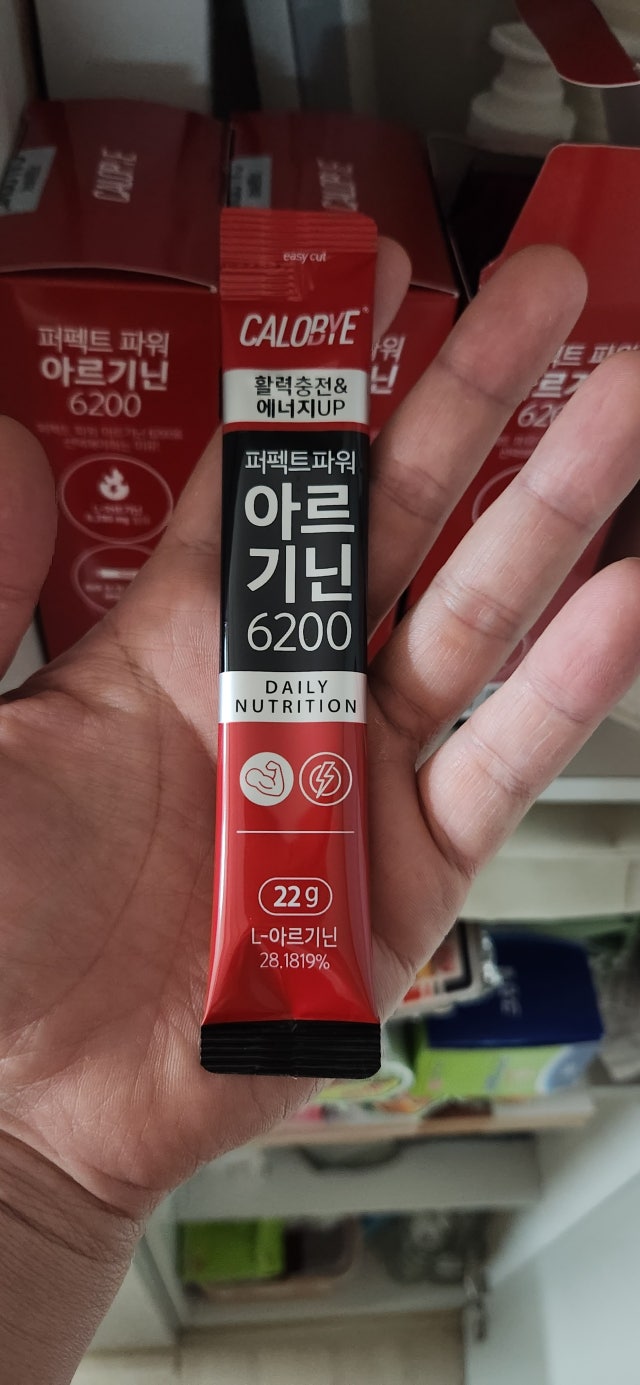 easy cut
CALOBYE
활력충전&
에너지UP
퍼펙트파워
아르
기닌
6200
DAILY
NUTRITION
22g
L-아르기닌
28.1819%
CALOBYE
퍼펙트 파워
아르기닌
6200